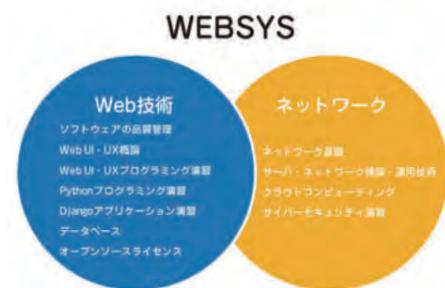 WEBSYS
Web技術
ソフトウェアの品質管理
Web UI・UX概論
Web UI・UXプログラミング演習
Pythonプログラミング演習
Djangoアプリケーション演習
データベース
オープンソースライセンス
ネットワーク
ネットワーク基礎
サーバ・ネットワーク構築・運用技術
クラウドコンピューティング
サイバーセキュリティ演習